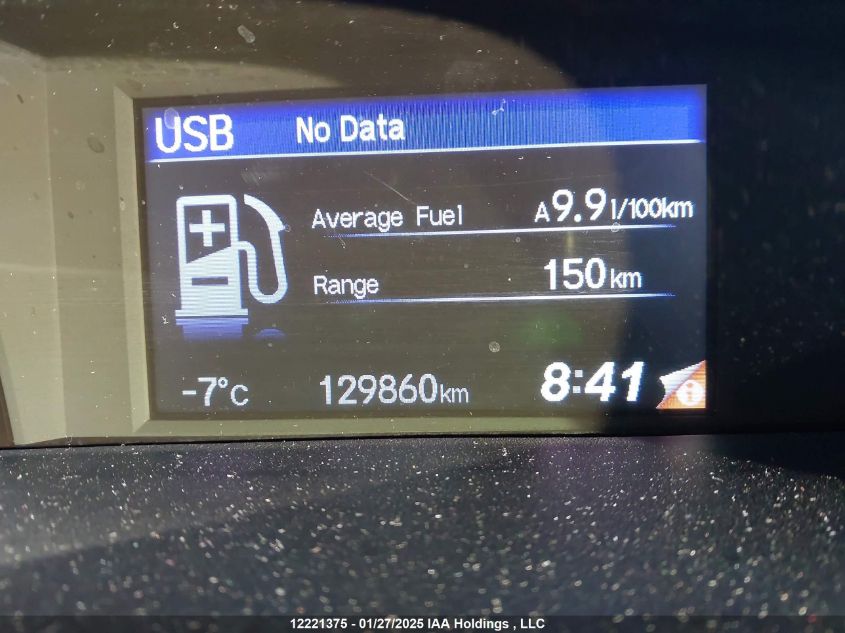 USB No Data
Average Fuel A9.9l/100km
Range 150km
-7°C 129860km 8:41
12221375 - 01/27/2025 IAA Holdings , LLC